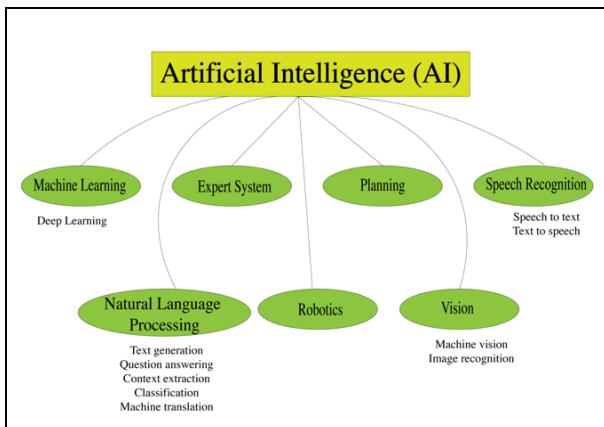 Artificial Intelligence (AI)
Machine Learning
Expert System
Planning
Speech Recognition
Deep Learning
Speech to text
Text to speech
Natural Language
Processing
Robotics
Vision
Text generation
Question answering
Context extraction
Classification
Machine translation
Machine vision
Image recognition